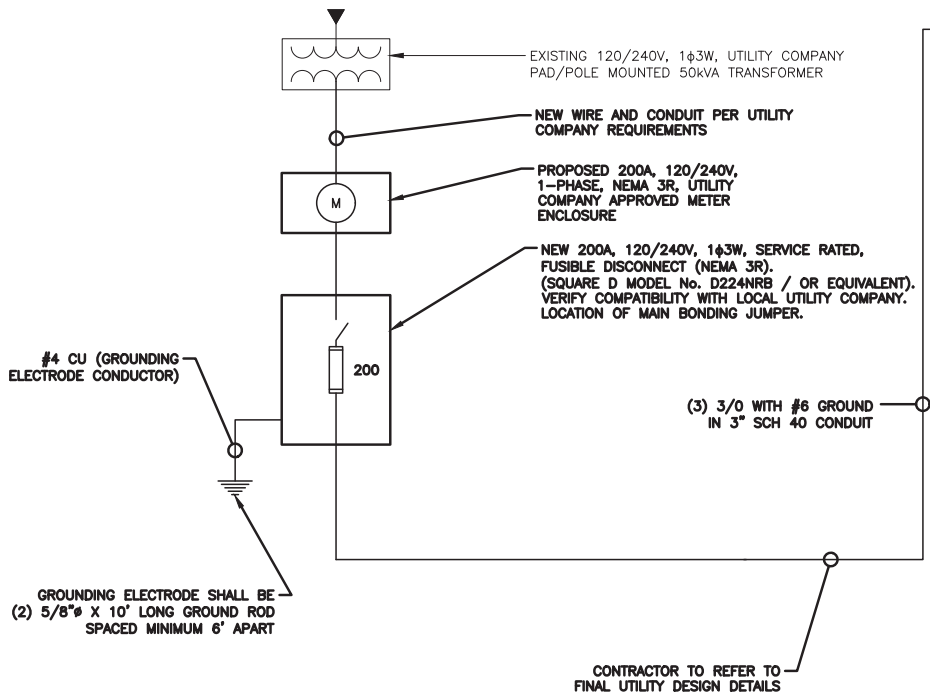 EXISTING 120/240V, 1ϕ3W, UTILITY COMPANY
PAD/POLE MOUNTED 50kVA TRANSFORMER
NEW WIRE AND CONDUIT PER UTILITY
COMPANY REQUIREMENTS
PROPOSED 200A, 120/240V,
1-PHASE, NEMA 3R, UTILITY
COMPANY APPROVED METER
ENCLOSURE
M
NEW 200A, 120/240V, 1ϕ3W, SERVICE RATED,
FUSIBLE DISCONNECT (NEMA 3R).
(SQUARE D MODEL No. D224NRB / OR EQUIVALENT).
VERIFY COMPATIBILITY WITH LOCAL UTILITY COMPANY.
LOCATION OF MAIN BONDING JUMPER.
200
#4 CU (GROUNDING
ELECTRODE CONDUCTOR)
(3) 3/0 WITH #6 GROUND
IN 3" SCH 40 CONDUIT
GROUNDING ELECTRODE SHALL BE
(2) 5/8"ϕ X 10' LONG GROUND ROD
SPACED MINIMUM 6' APART
CONTRACTOR TO REFER TO
FINAL UTILITY DESIGN DETAILS